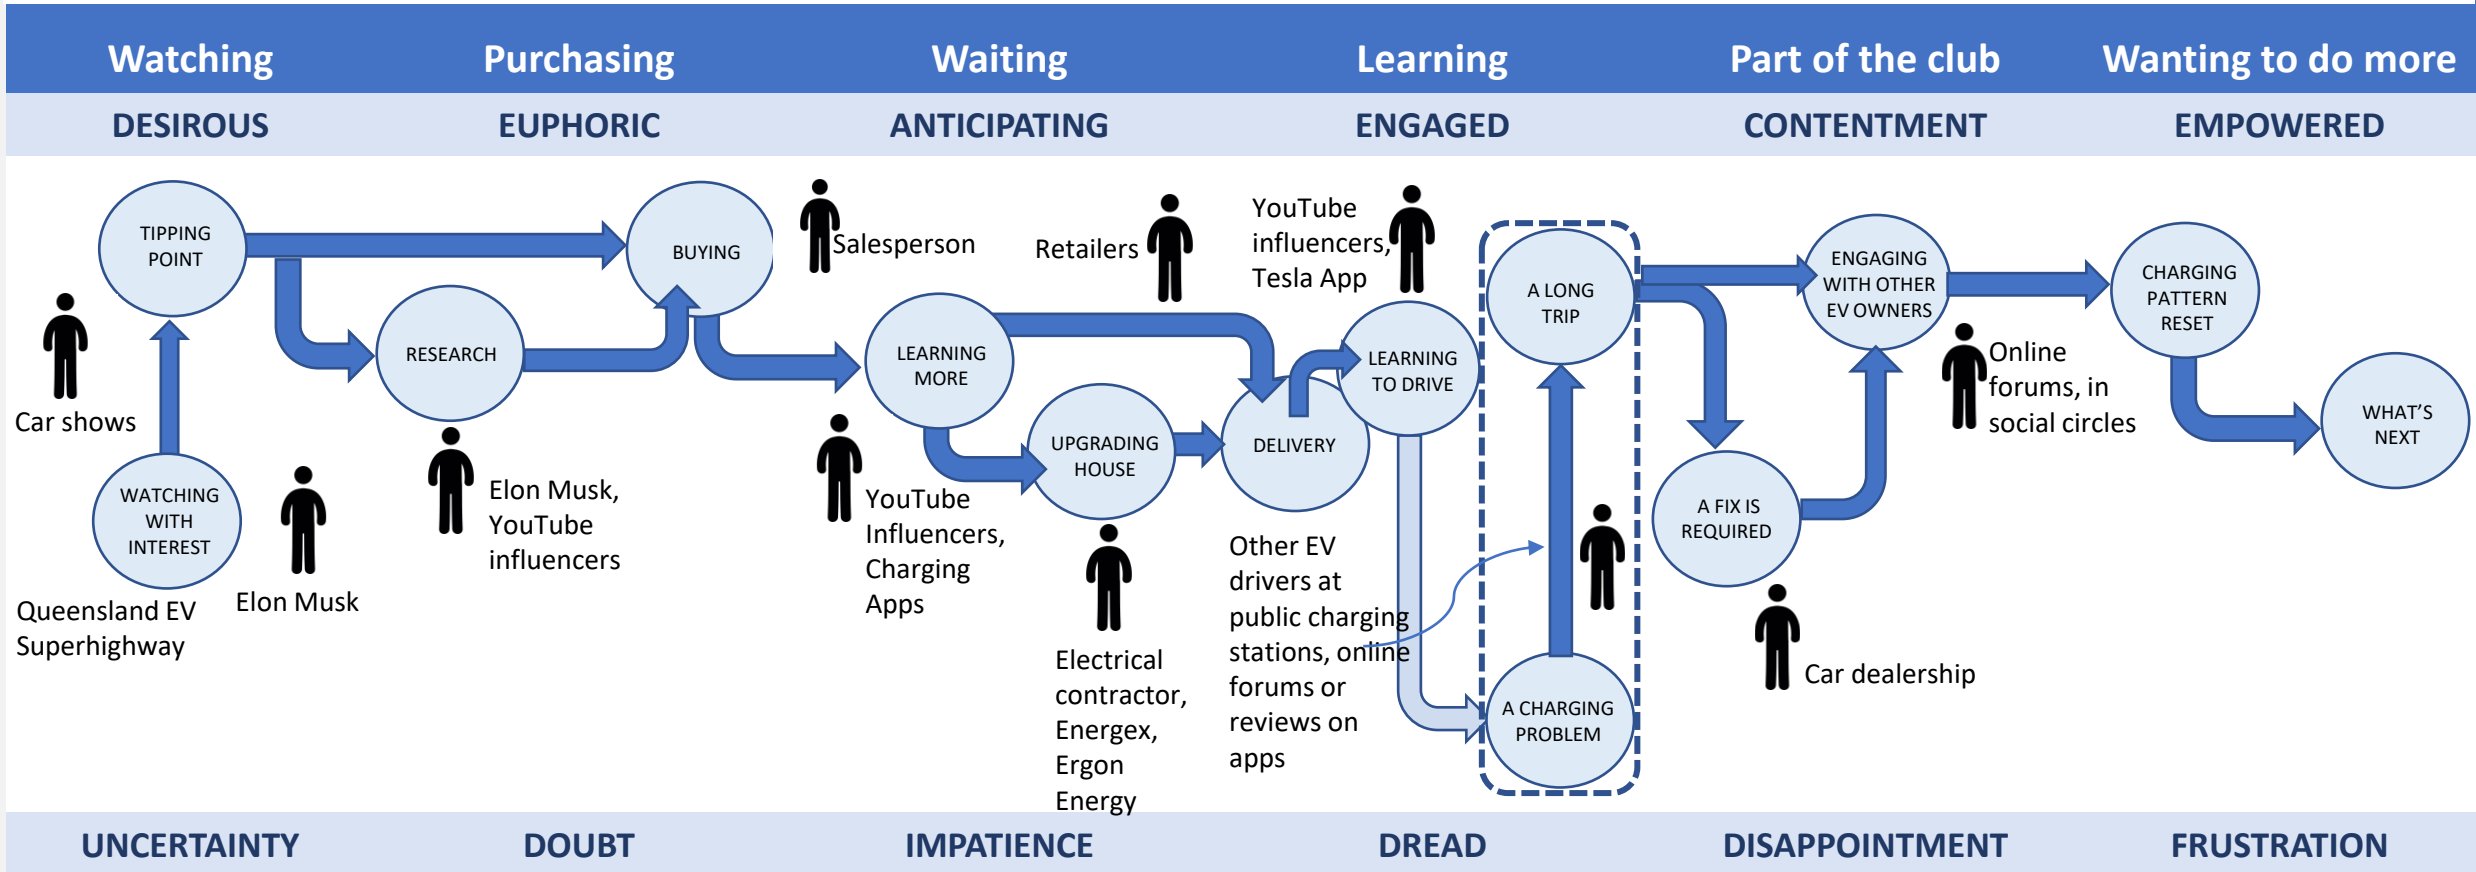 Watching
Purchasing
Waiting
Learning
Part of the club
Wanting to do more
DESIROUS
EUPHORIC
ANTICIPATING
ENGAGED
CONTENTMENT
EMPOWERED
TIPPING
POINT
Car shows
WATCHING
WITH
INTEREST
Queensland EV
Superhighway
Elon Musk
RESEARCH
Elon Musk,
YouTube
influencers
BUYING
Salesperson
LEARNING
MORE
YouTube
Influencers,
Charging
Apps
Retailers
UPGRADING
HOUSE
Electrical
contractor,
Energex,
Ergon
Energy
DELIVERY
YouTube
influencers,
Tesla App
LEARNING
TO DRIVE
Other EV
drivers at
public charging
stations, online
forums or
reviews on
apps
A LONG
TRIP
A CHARGING
PROBLEM
ENGAGING
WITH OTHER
EV OWNERS
Online
forums, in
social circles
A FIX IS
REQUIRED
Car dealership
CHARGING
PATTERN
RESET
WHAT'S
NEXT
UNCERTAINTY
DOUBT
IMPATIENCE
DREAD
DISAPPOINTMENT
FRUSTRATION